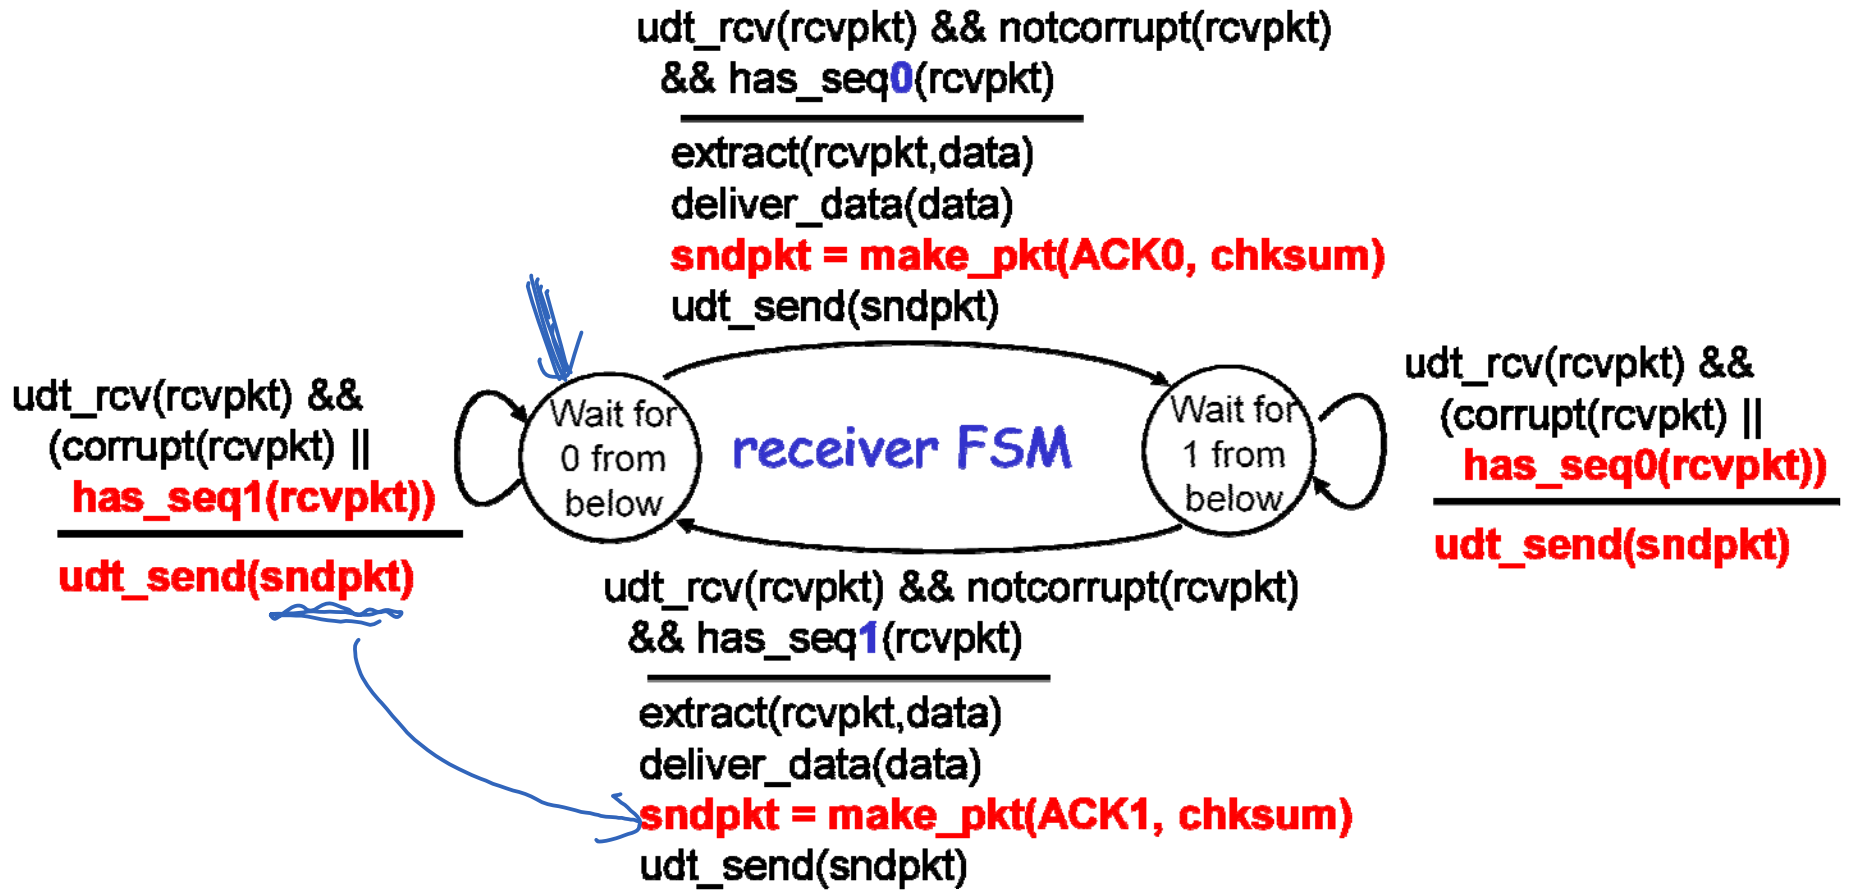 udt_rcv(rcvpkt) && notcorrupt(rcvpkt)
&& has_seq0(rcvpkt)
extract(rcvpkt,data)
deliver_data(data)
sndpkt = make_pkt(ACK0, chksum)
udt_send(sndpkt)
udt_rcv(rcvpkt) &&
(corrupt(rcvpkt) ||
has_seq1(rcvpkt))
udt_send(sndpkt)
Wait for
0 from
below
receiver FSM
Wait for
1 from
below
udt_rcv(rcvpkt) &&
(corrupt(rcvpkt) ||
has_seq0(rcvpkt))
udt_send(sndpkt)
udt_rcv(rcvpkt) && notcorrupt(rcvpkt)
&& has_seq1(rcvpkt)
extract(rcvpkt,data)
deliver_data(data)
sndpkt = make_pkt(ACK1, chksum)
udt_send(sndpkt)